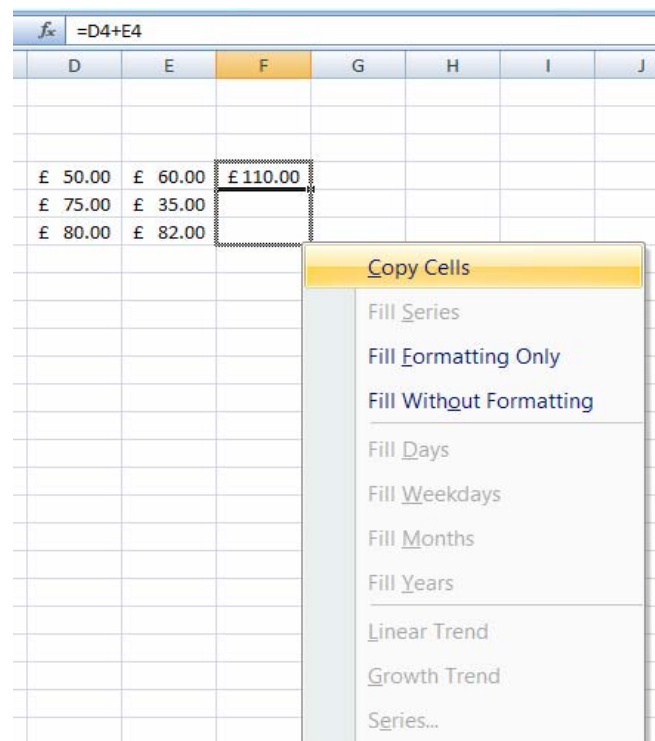 fx =D4+E4
D E F G H I J
£ 50.00 £ 60.00 £ 110.00
£ 75.00 £ 35.00
£ 80.00 £ 82.00
Copy Cells
Fill Series
Fill Formatting Only
Fill Without Formatting
Fill Days
Fill Weekdays
Fill Months
Fill Years
Linear Trend
Growth Trend
Series...